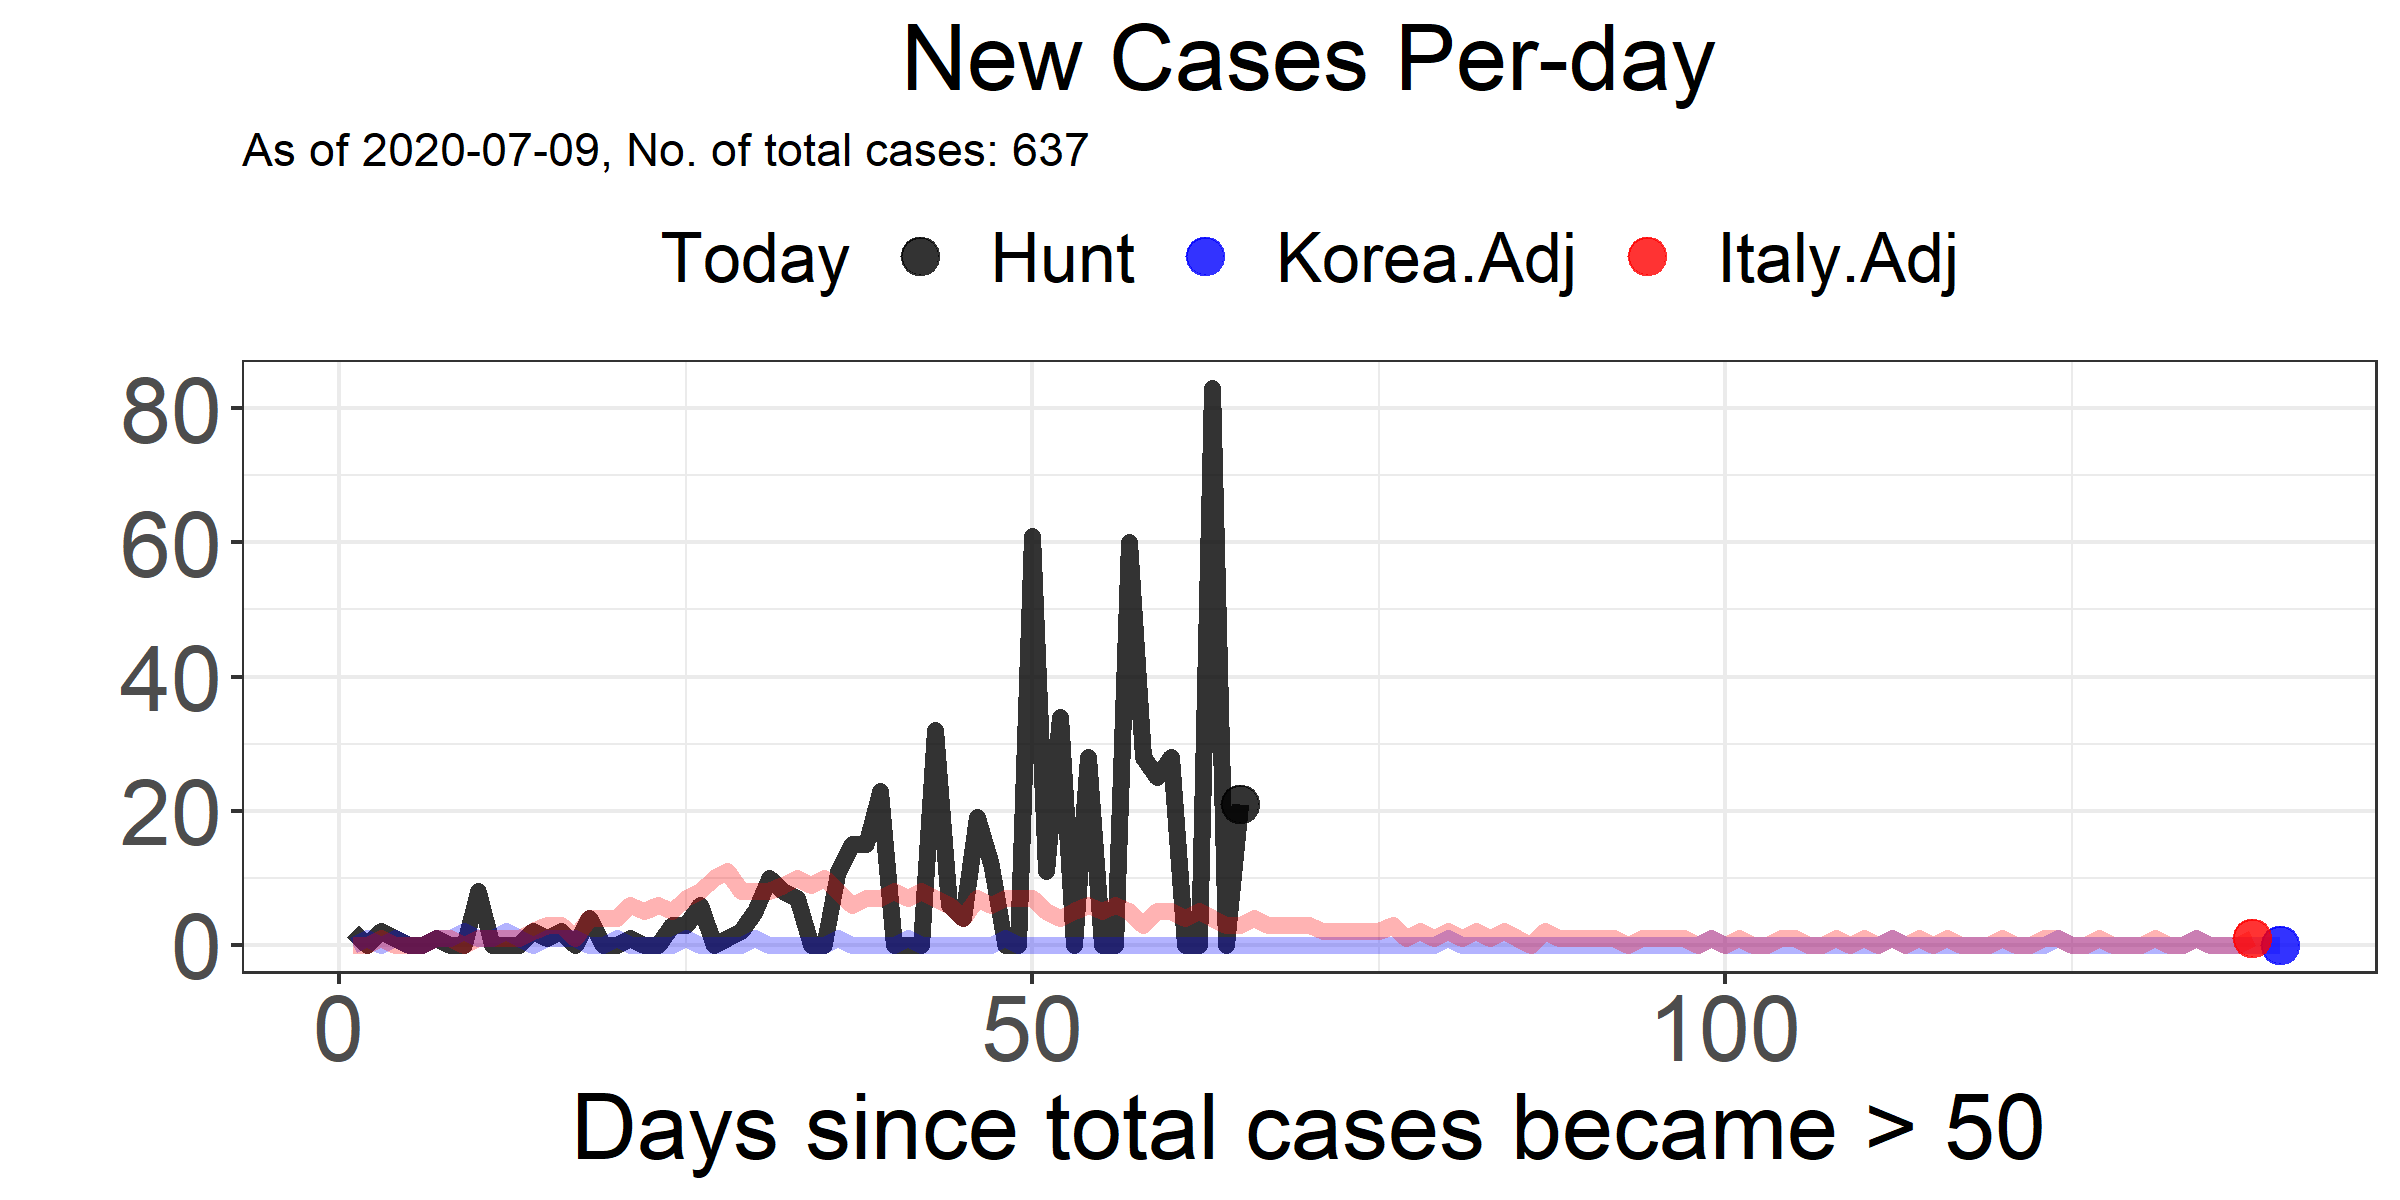 New Cases Per-day
As of 2020-07-09, No. of total cases: 637
Today Hunt Korea.Adj Italy.Adj
80
60
40
20
0
0 50 100
Days since total cases became > 50